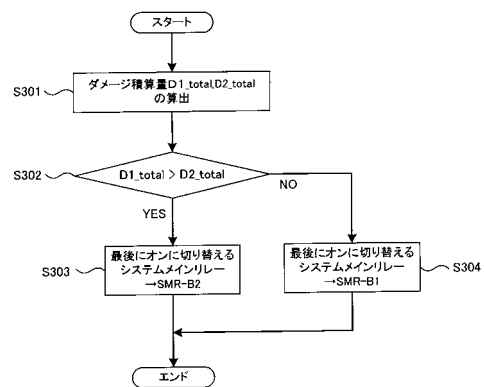 スタート
S301
ダメージ積算量D1_total,D2_total
の算出
S302
D1_total > D2_total
NO
YES
S303
最後にオンに切り替える
システムメインリレー
→SMR-B2
最後にオンに切り替える
システムメインリレー
→SMR-B1
S304
エンド